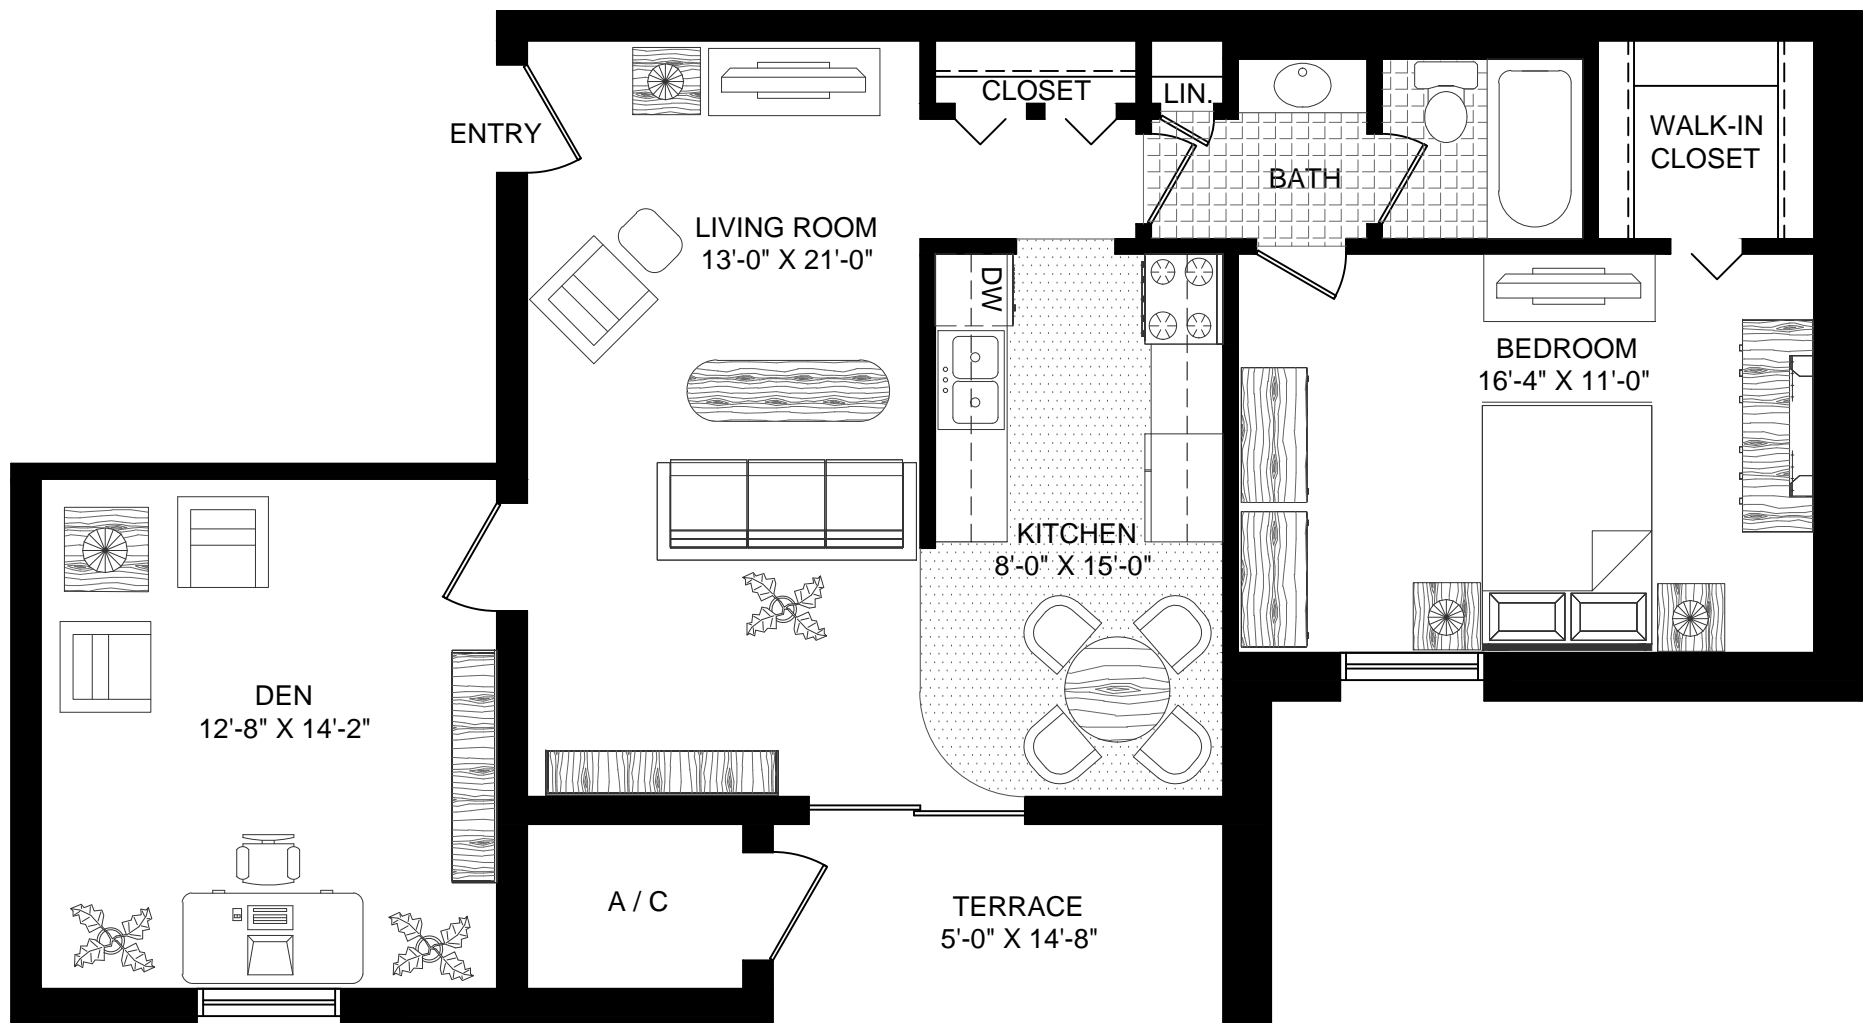 CLOSET
LIN.
ENTRY
WALK-IN
CLOSET
BATH
LIVING ROOM
13'-0" X 21'-0"
DW
BEDROOM
16'-4" X 11'-0"
KITCHEN
8'-0" X 15'-0"
DEN
12'-8" X 14'-2"
A / C
TERRACE
5'-0" X 14'-8"